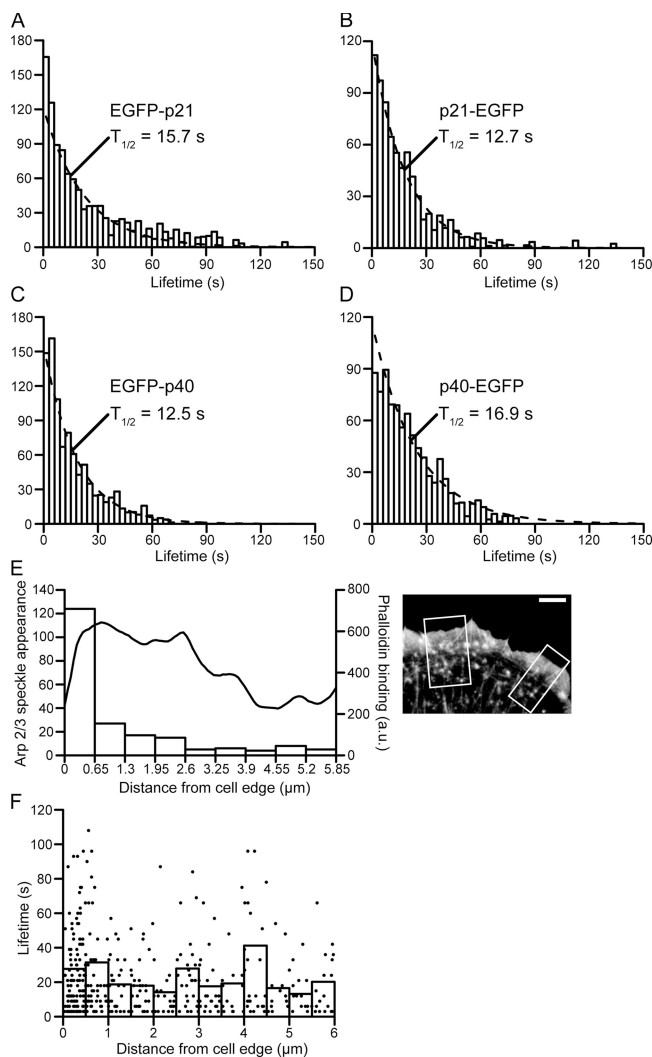 A
180
150
120
90
60
30
0
EGFP-p21
T1/2 = 15.7 s
0 30 60 90 120 150
Lifetime (s)
B
120
90
60
30
0
p21-EGFP
T1/2 = 12.7 s
0 30 60 90 120 150
Lifetime (s)
C
180
150
120
90
60
30
0
EGFP-p40
T1/2 = 12.5 s
0 30 60 90 120 150
Lifetime (s)
D
120
90
60
30
0
p40-EGFP
T1/2 = 16.9 s
0 30 60 90 120 150
Lifetime (s)
E
Arp 2/3 speckle appearance
140
120
100
80
60
40
20
0
800
600
400
200
0
Phalloidin binding (a.u.)
0 0.65 1.3 1.95 2.6 3.25 3.9 4.55 5.2 5.85
Distance from cell edge (µm)
F
Lifetime (s)
120
100
80
60
40
20
0
0 1 2 3 4 5 6
Distance from cell edge (µm)